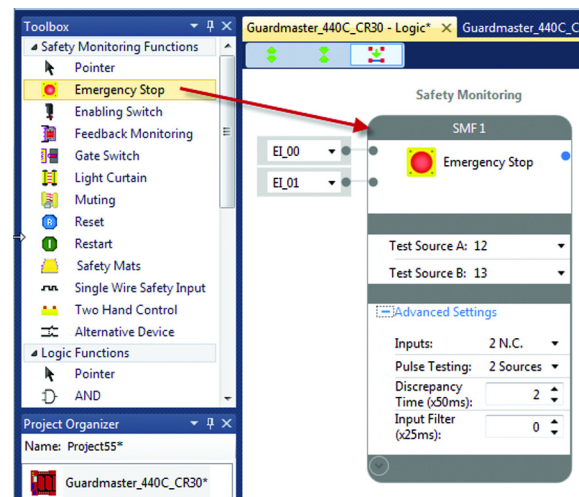 Toolbox
Safety Monitoring Functions
Pointer
Emergency Stop
Enabling Switch
Feedback Monitoring
Gate Switch
Light Curtain
Muting
Reset
Restart
Safety Mats
Single Wire Safety Input
Two Hand Control
Alternative Device
Logic Functions
Pointer
AND
Project Organizer
Name: Project55*
Guardmaster_440C_CR30*
Guardmaster_440C_CR30 - Logic*
Guardmaster_440C_C
Safety Monitoring
SMF 1
EI_00
EI_01
Emergency Stop
Test Source A: 12
Test Source B: 13
Advanced Settings
Inputs: 2 N.C.
Pulse Testing: 2 Sources
Discrepancy
Time (x50ms): 2
Input Filter
(x25ms): 0